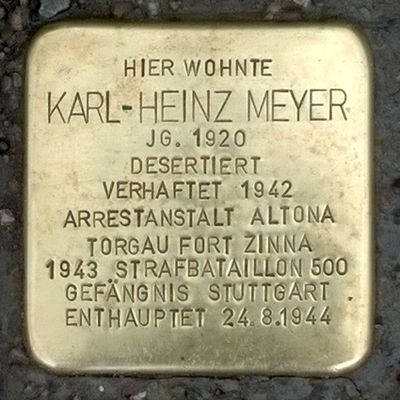 HIER WOHNTE
KARL-HEINZ MEYER
JG. 1920
DESERTIERT
VERHAFTET 1942
ARRESTANSTALT ALTONA
TORGAU FORT ZINNA
1943 STRAFBATAILLON 500
GEFÄNGNIS STUTTGART
ENTHAUPTET 24.8.1944